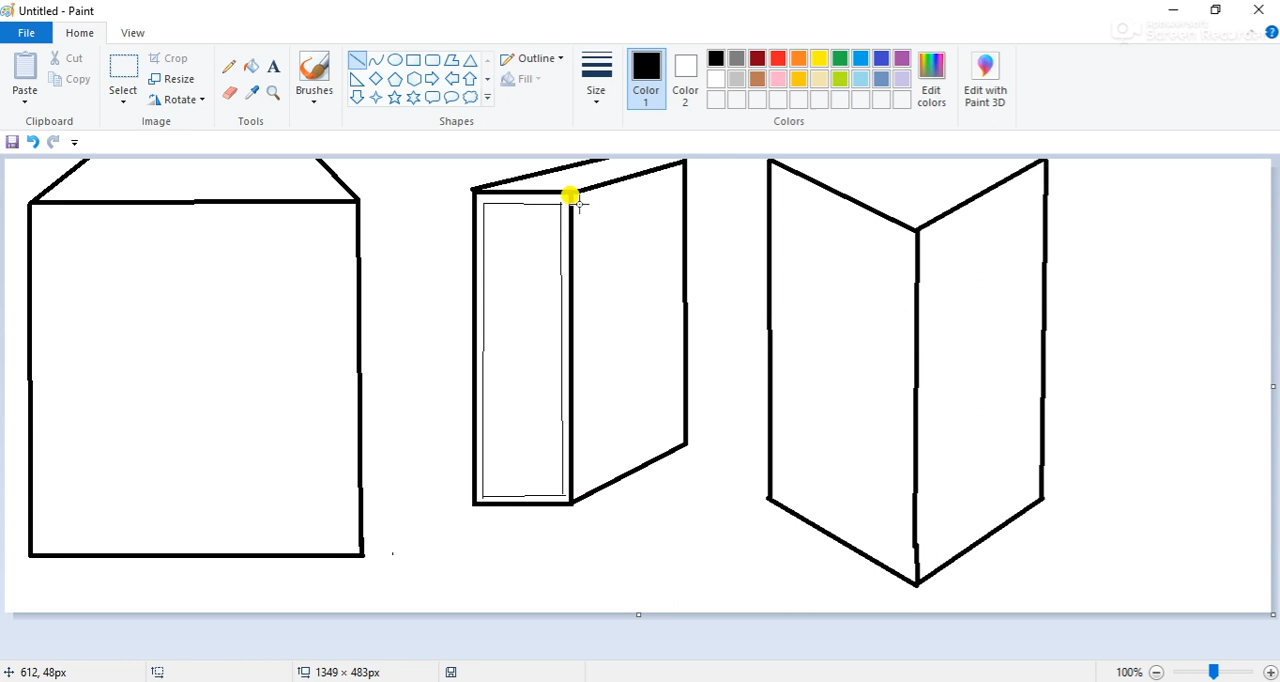 Untitled - Paint
File Home View
Paste Cut Copy Select Crop Resize Rotate A Brushes Outline Fill Size Color 1 Color 2 Edit colors Edit with Paint 3D
Clipboard Image Tools Shapes Colors
612, 48px 1349 × 483px 100%